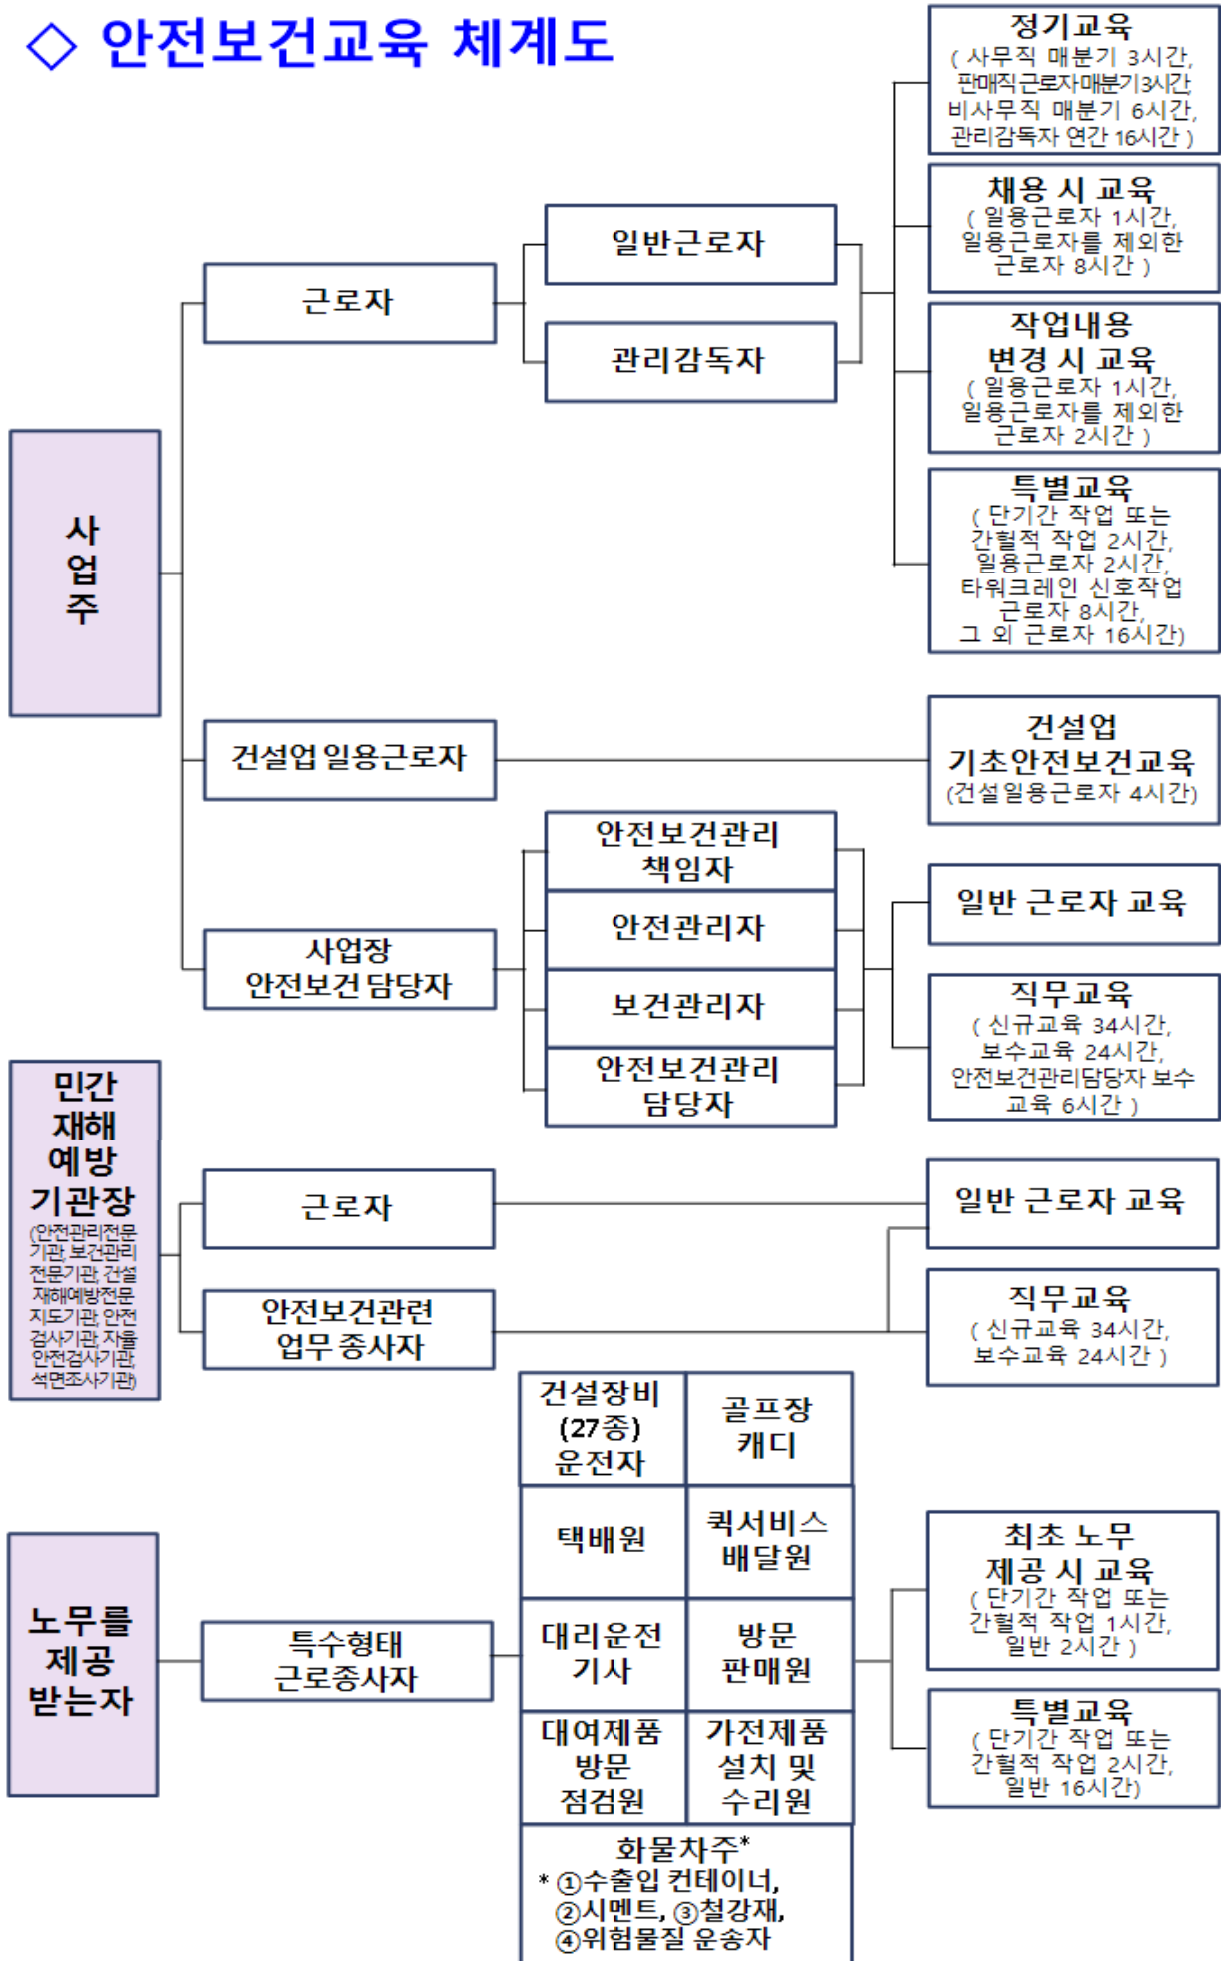 ◇ 안전보건교육 체계도
정기교육
( 사무직 매분기 3시간,
판매직근로자매분기3시간,
비사무직 매분기 6시간,
관리감독자 연간 16시간 )
채용 시 교육
( 일용근로자 1시간,
일용근로자를 제외한
근로자 8시간 )
일반근로자
근로자
관리감독자
작업내용
변경 시 교육
( 일용근로자 1시간,
일용근로자를 제외한
근로자 2시간 )
특별교육
( 단기간 작업 또는
간헐적 작업 2시간,
일용근로자 2시간,
타워크레인 신호작업
근로자 8시간,
그 외 근로자 16시간)
사
업
주
건설업 일용근로자
건설업
기초안전보건교육
(건설일용근로자 4시간)
안전보건관리
책임자
안전관리자
사업장
안전보건 담당자
보건관리자
안전보건관리
담당자
일반 근로자 교육
직무교육
( 신규교육 34시간,
보수교육 24시간,
안전보건관리담당자 보수
교육 6시간 )
민간
재해
예방
기관장
(안전관리전문
기관, 보건관리
전문기관, 건설
재해예방전문
지도기관, 안전
검사기관, 자율
안전검사기관,
석면조사기관)
근로자
일반 근로자 교육
안전보건관련
업무 종사자
직무교육
( 신규교육 34시간,
보수교육 24시간 )
건설장비
(27종)
운전자
골프장
캐디
택배원
퀵서비스
배달원
노무를
제공
받는자
특수형태
근로종사자
대리운전
기사
방문
판매원
대여제품
방문
점검원
가전제품
설치 및
수리원
화물차주*
* ①수출입 컨테이너,
②시멘트, ③철강재,
④위험물질 운송자
최초 노무
제공 시 교육
( 단기간 작업 또는
간헐적 작업 1시간,
일반 2시간 )
특별교육
( 단기간 작업 또는
간헐적 작업 2시간,
일반 16시간)